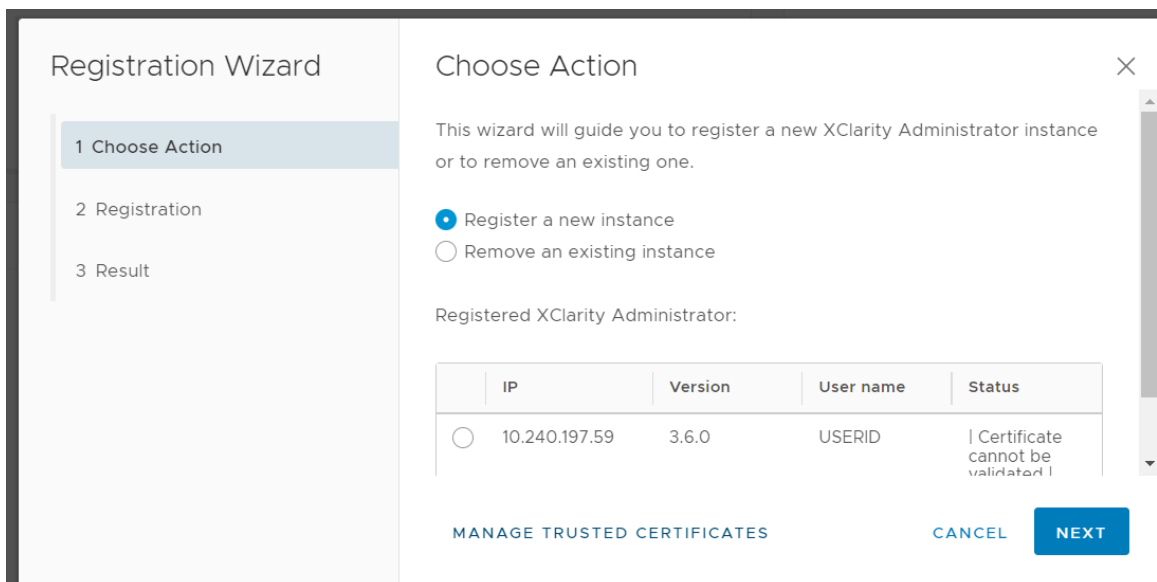 Registration Wizard
1 Choose Action
2 Registration
3 Result
Choose Action
This wizard will guide you to register a new XClarity Administrator instance
or to remove an existing one.
Register a new instance
Remove an existing instance
Registered XClarity Administrator:
IP Version User name Status
10.240.197.59 3.6.0 USERID | Certificate
cannot be
validated |
MANAGE TRUSTED CERTIFICATES CANCEL NEXT